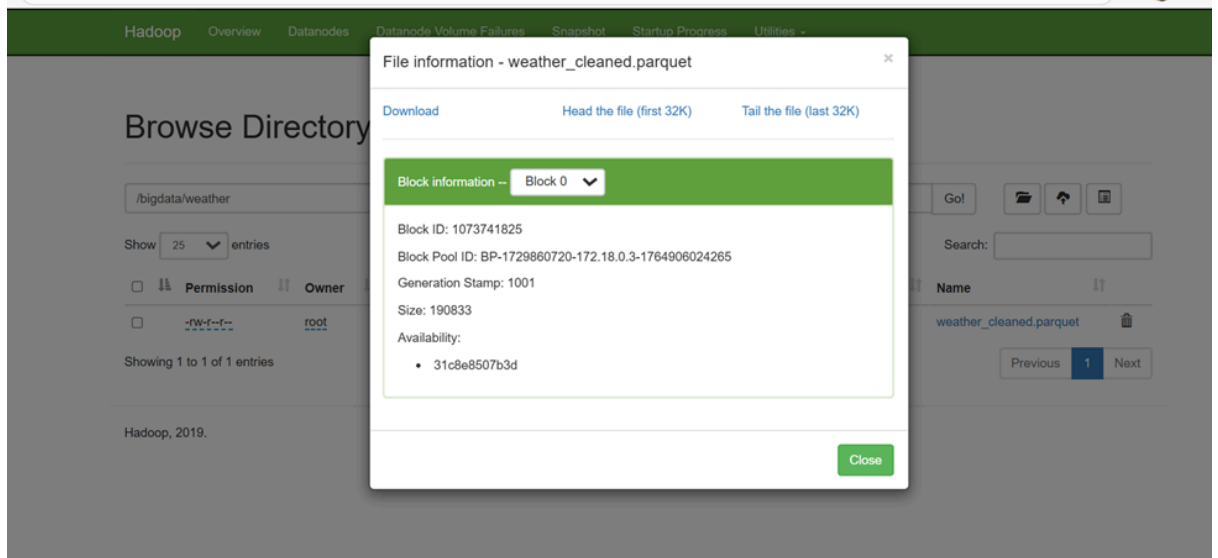 Hadoop Overview Datanodes Datanode Volume Failures Snapshot Startup Progress Utilities
File information - weather_cleaned.parquet ×
Download Head the file (first 32K) Tail the file (last 32K)
Browse Directory
Block information -- Block 0
/bigdata/weather Go!
Block ID: 1073741825
Show 25 entries Search:
Block Pool ID: BP-1729860720-172.18.0.3-1764906024265
Generation Stamp: 1001
Permission Owner Name
Size: 190833
-rw-r--r-- root weather_cleaned.parquet
Availability:
Showing 1 to 1 of 1 entries Previous 1 Next
• 31c8e8507b3d
Hadoop, 2019.
Close